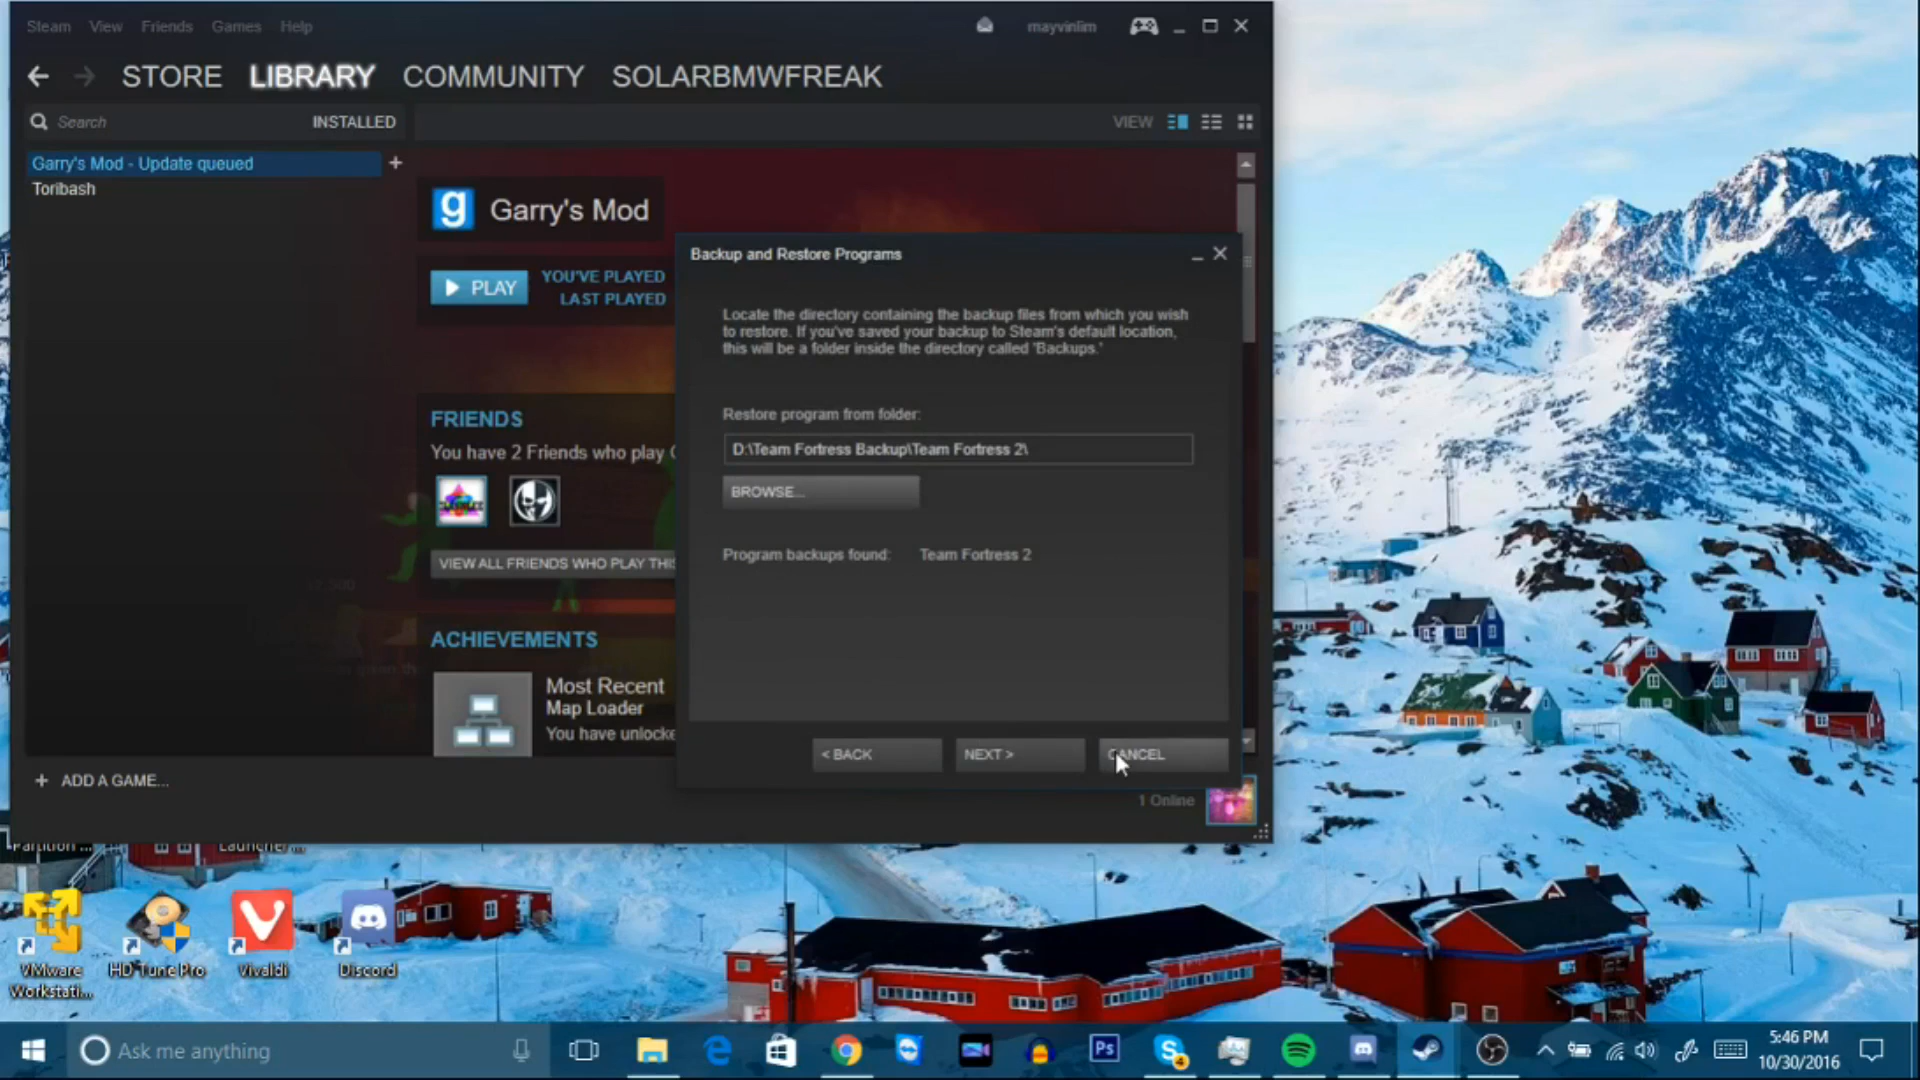 Steam View Friends Games Help
mayvinlim
STORE LIBRARY COMMUNITY SOLARBMWFREAK
Search INSTALLED
VIEW
Garry's Mod - Update queued
Toribash
Garry's Mod
PLAY
YOU'VE PLAYED
LAST PLAYED
FRIENDS
You have 2 Friends who play
VIEW ALL FRIENDS WHO PLAY THIS
ACHIEVEMENTS
Most Recent
Map Loader
You have unlocke
Backup and Restore Programs
Locate the directory containing the backup files from which you wish
to restore. If you've saved your backup to Steam's default location,
this will be a folder inside the directory called 'Backups.'
Restore program from folder:
D:\Team Fortress Backup\Team Fortress 2\
BROWSE...
Program backups found: Team Fortress 2
< BACK NEXT > CANCEL
+ ADD A GAME...
1 Online
Partition ...
Launcher ...
VMware
Workstati...
HD Tune Pro
Vivaldi
Discord
Ask me anything
Ps
4
5:46 PM
10/30/2016